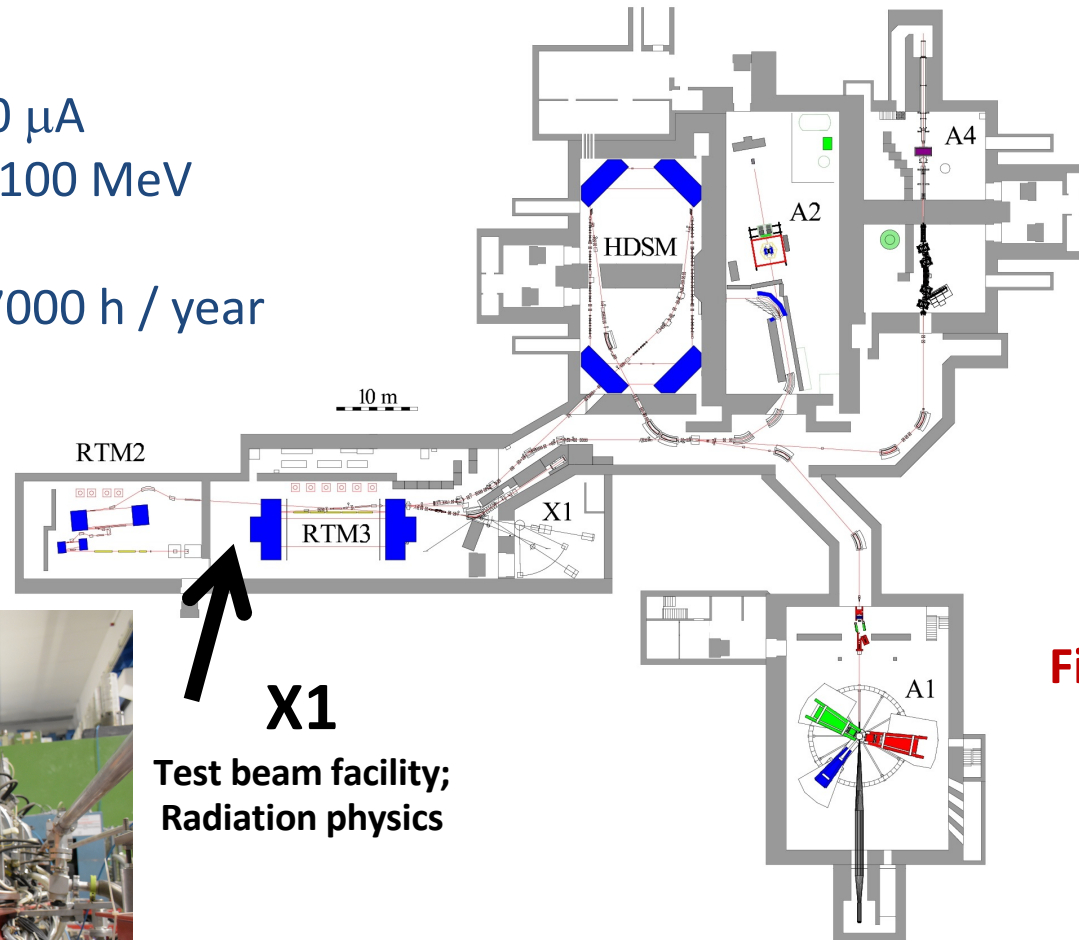 0 μA
100 MeV
7000 h / year
A4
A2
HDSM
10 m
RTM2
X1
RTM3
A1
X1
Test beam facility;
Radiation physics
Fi